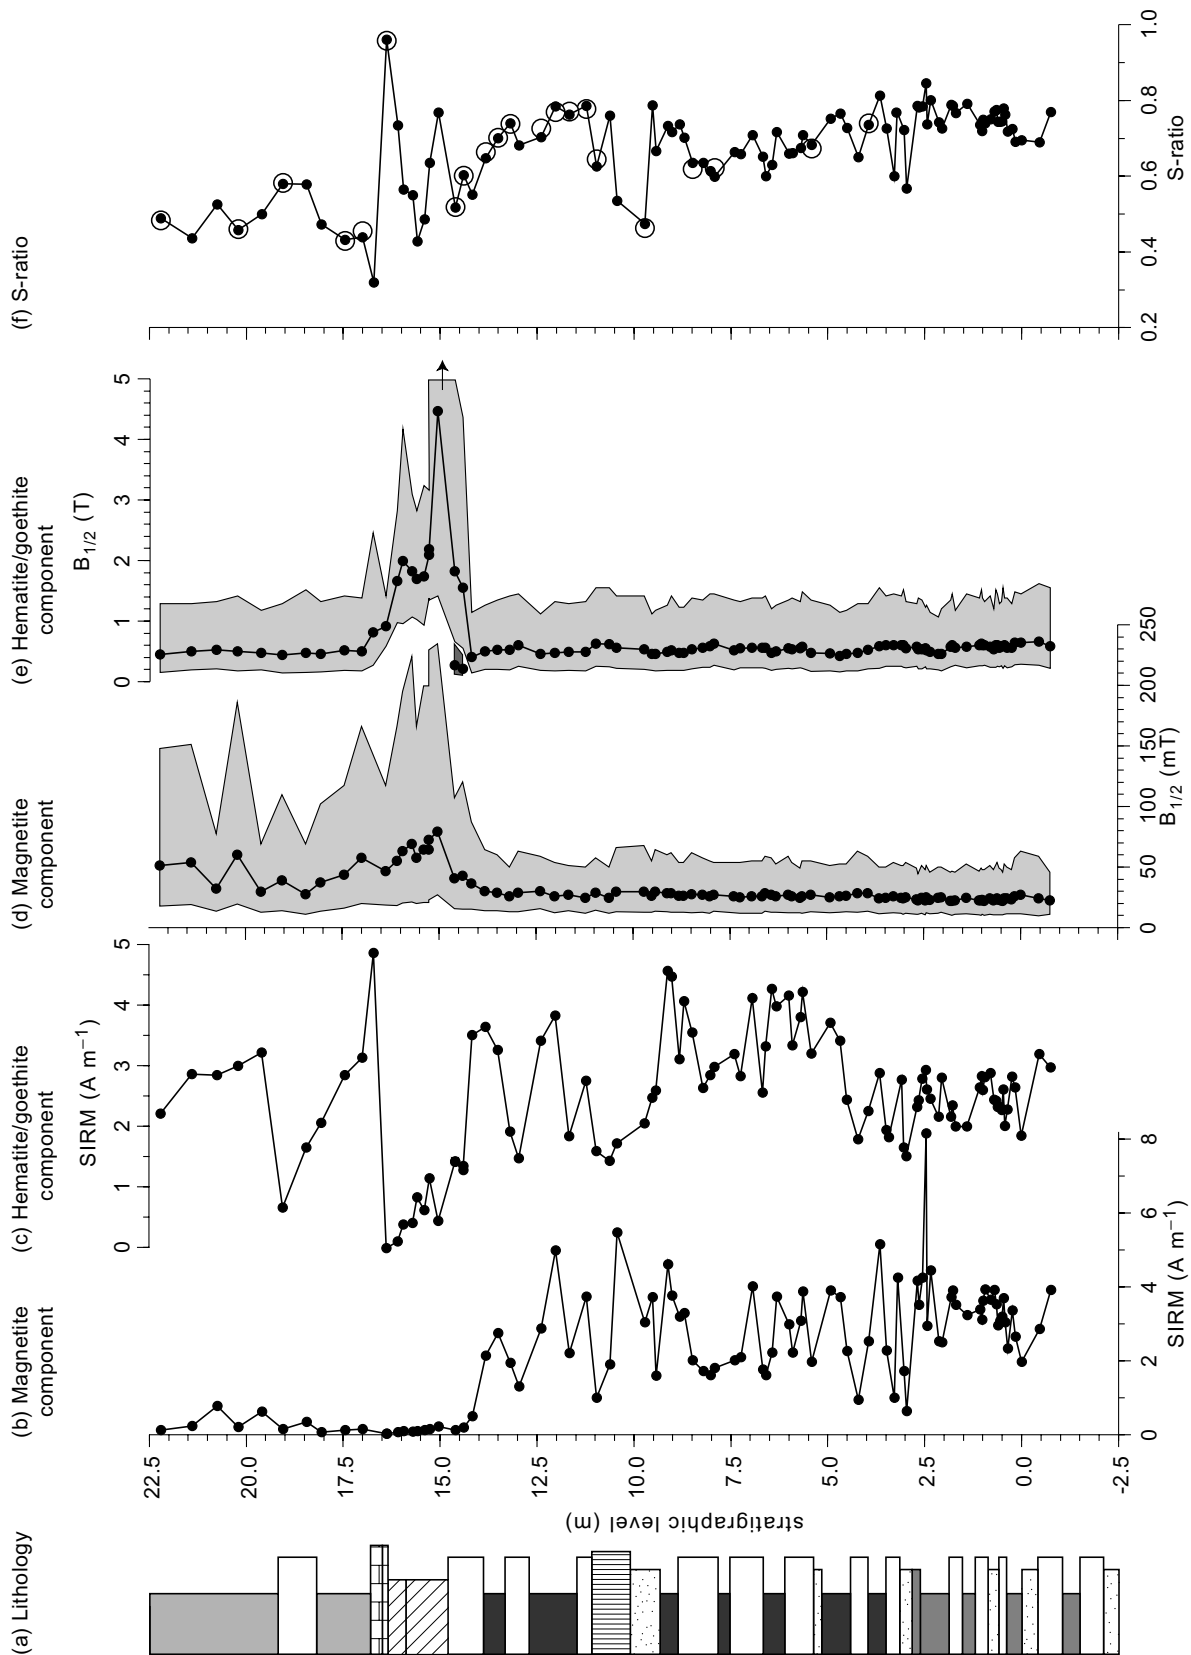 (a) Lithology
22.5
20.0
17.5
15.0
12.5
10.0
7.5
5.0
2.5
0.0
-2.5
stratigraphic level (m)
(b) Magnetite
component
0
2
4
6
8
SIRM (A m⁻¹)
(c) Hematite/goethite
component
SIRM (A m⁻¹)
0
1
2
3
4
5
(d) Magnetite
component
0
50
100
150
200
250
B1/2 (mT)
(e) Hematite/goethite
component
B1/2 (T)
0
1
2
3
4
5
(f) S-ratio
0.2
0.4
0.6
0.8
1.0
S-ratio